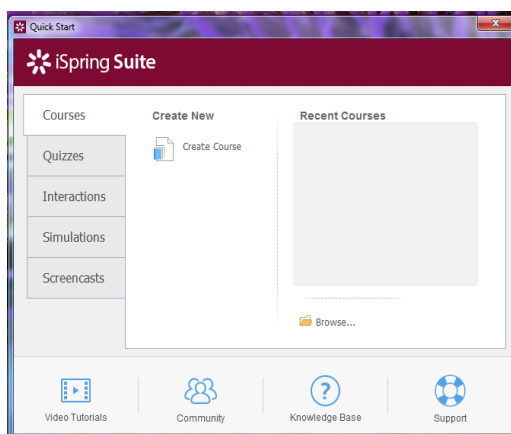 Quick Start
iSpring Suite
Courses
Quizzes
Interactions
Simulations
Screencasts
Create New
Create Course
Recent Courses
Browse...
Video Tutorials
Community
Knowledge Base
Support